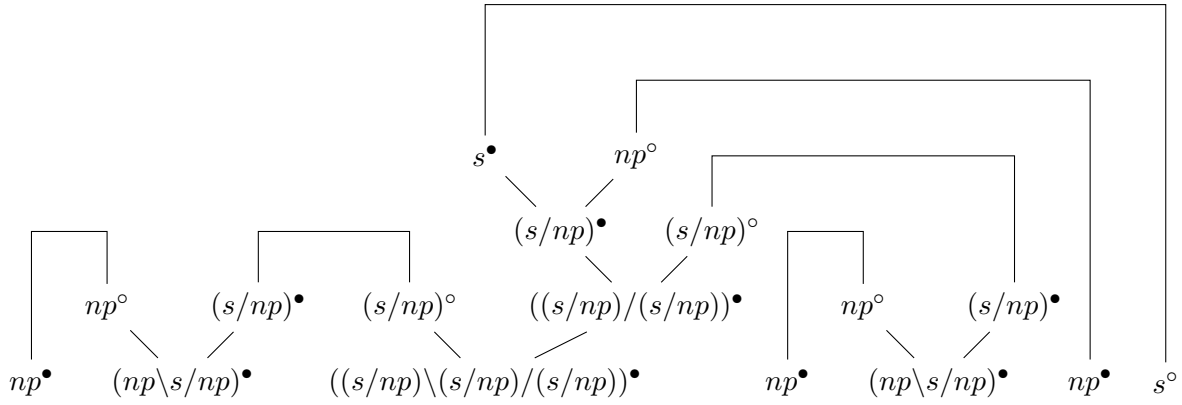 s• np◦
(s/np)• (s/np)◦
np◦ (s/np)• (s/np)◦ ((s/np)/(s/np))• np◦ (s/np)•
np• (np\s/np)• ((s/np)\(s/np)/(s/np))• np• (np\s/np)• np• s◦